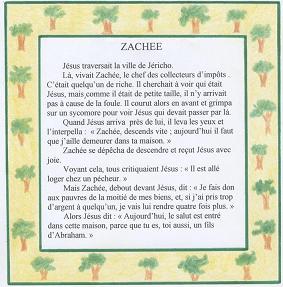 ZACHEE
Jésus traversait la ville de Jéricho.
Là, vivait Zachée, le chef des collecteurs d'impôts .
C'était quelqu'un de riche. Il cherchait à voir qui était
Jésus, mais comme il était de petite taille, il n'y arrivait
pas à cause de la foule. Il courut alors en avant et grimpa
sur un sycomore pour voir Jésus qui devait passer par là.
Quand Jésus arriva près de lui, il leva les yeux et
l'interpella : « Zachée, descends vite ; aujourd'hui il faut
que j'aille demeurer dans ta maison. »
Zachée se dépêcha de descendre et reçut Jésus avec
joie.
Voyant cela, tous critiquaient Jésus : « Il est allé
loger chez un pécheur. »
Mais Zachée, debout devant Jésus, dit : « Je fais don
aux pauvres de la moitié de mes biens, et, si j'ai pris trop
d'argent à quelqu'un, je vais lui rendre quatre fois plus. »
Alors Jésus dit : « Aujourd'hui, le salut est entré
dans cette maison, parce que tu es, toi aussi, un fils
d'Abraham. »